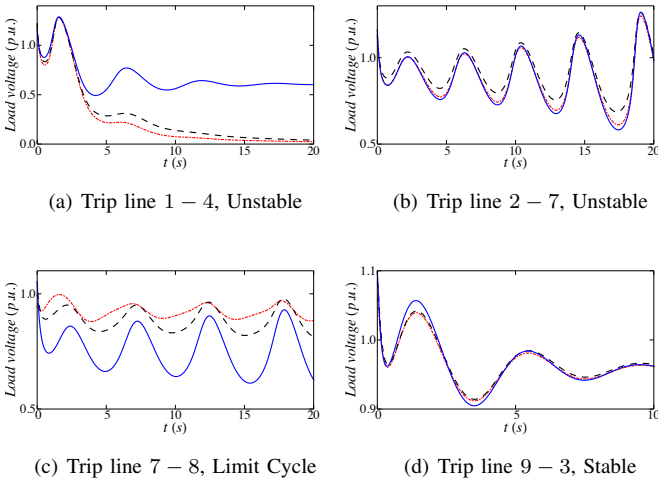 Load voltage (p.u.)
1.0
0.5
0.0
0
5
10
15
20
t (s)
(a) Trip line 1 − 4, Unstable
Load voltage (p.u.)
1.0
0.5
0
5
10
15
20
t (s)
(b) Trip line 2 − 7, Unstable
Load voltage (p.u.)
1.0
0.5
0
5
10
15
20
t (s)
(c) Trip line 7 − 8, Limit Cycle
Load voltage (p.u.)
1.1
1.0
0.9
0
5
10
t (s)
(d) Trip line 9 − 3, Stable